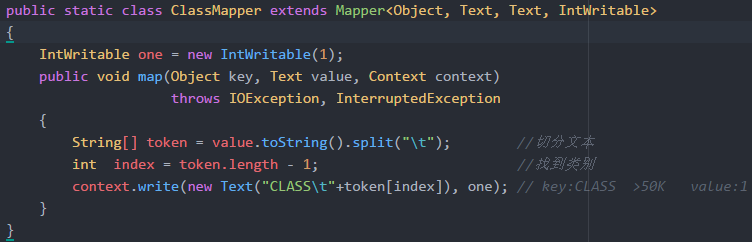 public static class ClassMapper extends Mapper<Object, Text, Text, IntWritable>
{
    IntWritable one = new IntWritable(1);
    public void map(Object key, Text value, Context context)
                    throws IOException, InterruptedException
    {
        String[] token = value.toString().split("\t");        //切分文本
        int  index = token.length - 1;                        //找到类别
        context.write(new Text("CLASS\t"+token[index]), one); // key:CLASS  >50K   value:1
    }
}